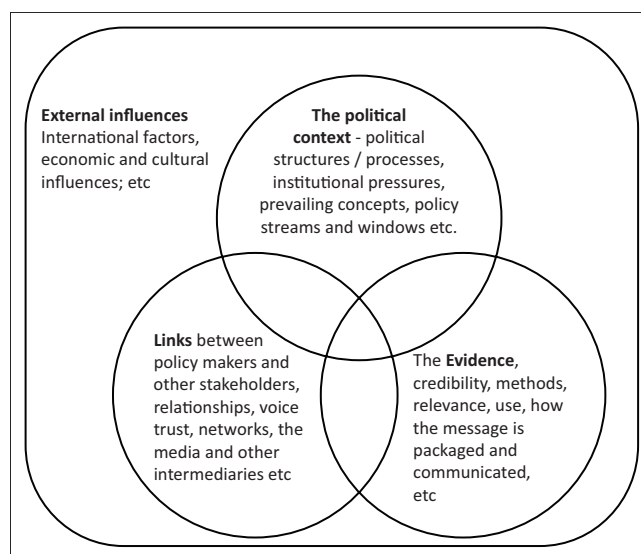 External influences
International factors,
economic and cultural
influences; etc
The political
context - political
structures / processes,
institutional pressures,
prevailing concepts, policy
streams and windows etc.
Links between
policy makers and
other stakeholders,
relationships, voice
trust, networks, the
media and other
intermediaries etc
The Evidence,
credibility, methods,
relevance, use, how
the message is
packaged and
communicated,
etc